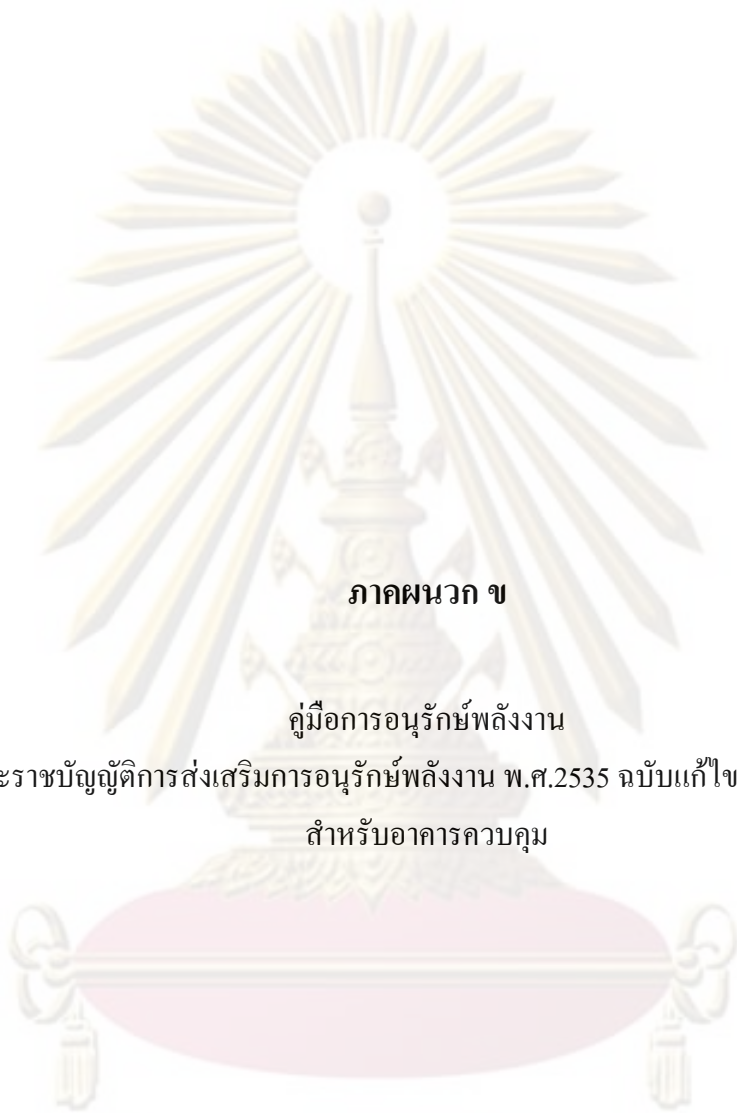 ภาคผนวก ข
คู่มือการอนุรักษ์พลังงาน
ะราชบัญญัติการส่งเสริมการอนุรักษ์พลังงาน พ.ศ.2535 ฉบับแก้ไข
สำหรับอาคารควบคุม